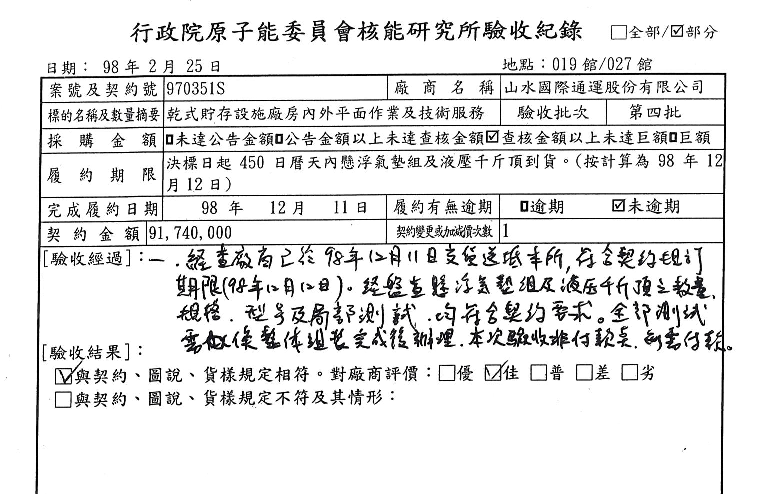 行政院原子能委員會核能研究所驗收紀錄 □全部/☑部分
日期：98 年 2 月 25 日 地點：019 館/027 館
案號及契約號 970351S 廠商名稱 山水國際通運股份有限公司
標的名稱及數量摘要 乾式貯存設施廠房內外平面作業及技術服務 驗收批次 第四批
採購金額 □未達公告金額□公告金額以上未達查核金額☑查核金額以上未達巨額□巨額
履約期限 決標日起 450 日曆天內懸浮氣墊組及液壓千斤頂到貨。(按計算為 98 年 12
月 12 日)
完成履約日期 98 年 12 月 11 日 履約有無逾期 □逾期 ☑未逾期
契約金額 91,740,000 契約變更或加減價次數 1
[驗收經過]：一．經查廠商已於98年12月11日交貨送抵本所，符合契約規訂
期限(98年12月12日)。經盤查懸浮氣墊組及液壓千斤頂之數量、
規格、型号及局部測試，均符合契約要求。全部測試
需俟整体組裝完成後辦理，本次驗收非付款点，
[驗收結果]：
☑與契約、圖說、貨樣規定相符。對廠商評價：□優 ☑佳 □普 □差 □劣
□與契約、圖說、貨樣規定不符及其情形：